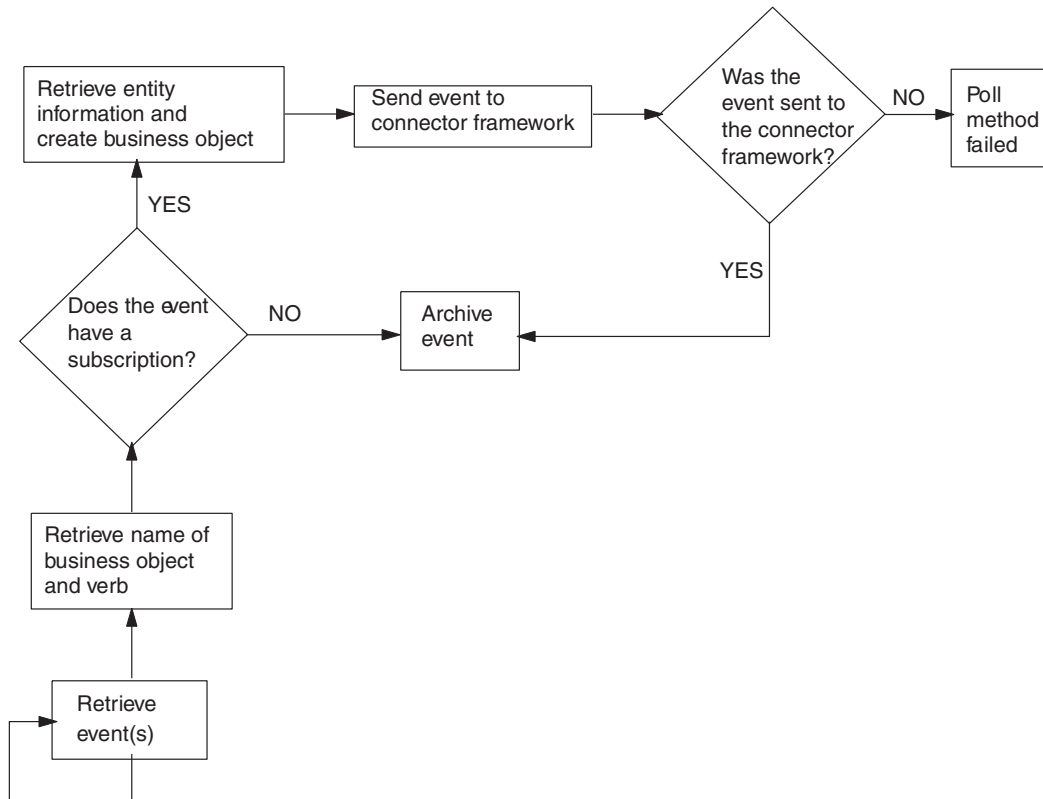 Retrieve entity
information and
create business object
Send event to
connector framework
Was the
event sent to
the connector
framework?
NO
Poll
method
failed
YES
YES
Does the event
have a
subscription?
NO
Archive
event
Retrieve name of
business object
and verb
Retrieve
event(s)